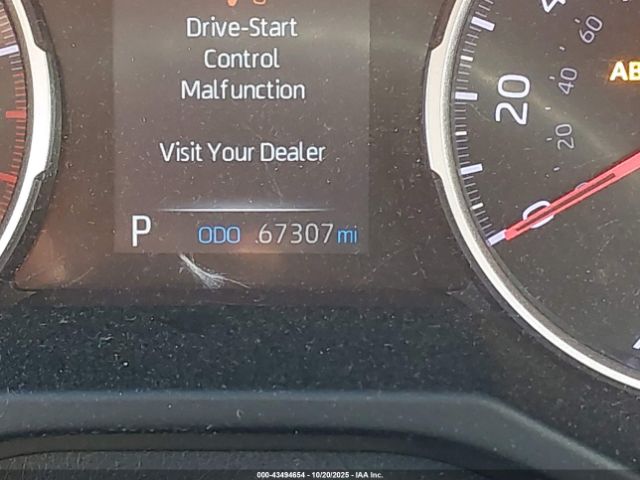 Drive-Start
Control
Malfunction
Visit Your Dealer
P ODO 67307 mi
20
0
20
40
60
AB
000-43494654 - 10/20/2025 - IAA Inc.